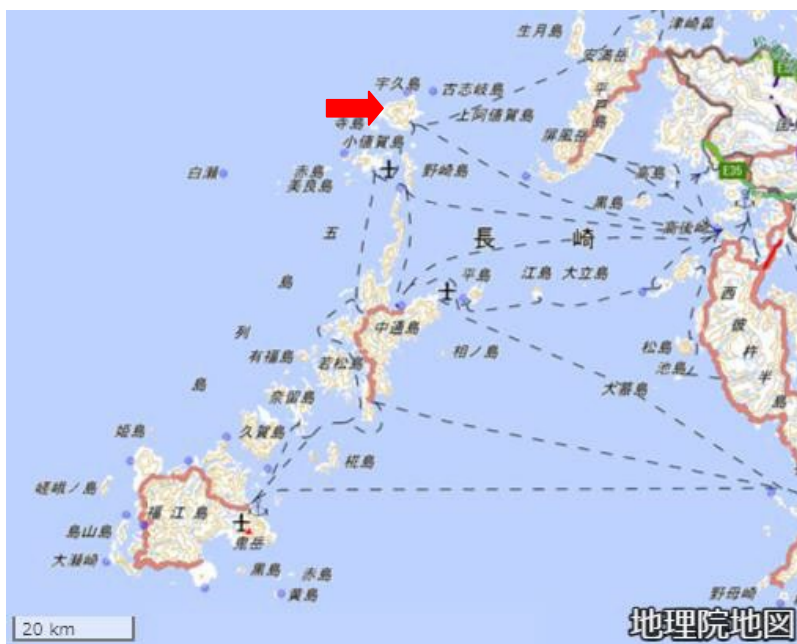 生月島
津崎鼻
安満岳
宇久島
古志岐島
平戸島
上阿値賀島
寺島
屏風岳
小値賀島
白瀬
赤島
野崎島
高島
E35
美良島
黒島
五島列島
長崎
高後崎
平島
江島
大立島
西彼杵半島
中通島
松島
相ノ島
池島
有福島
若松島
大蟇島
奈留島
姫島
久賀島
椛島
嵯峨ノ島
福江島
島山島
鬼岳
大瀬崎
黒島
赤島
黄島
野母崎
20 km
地理院地図